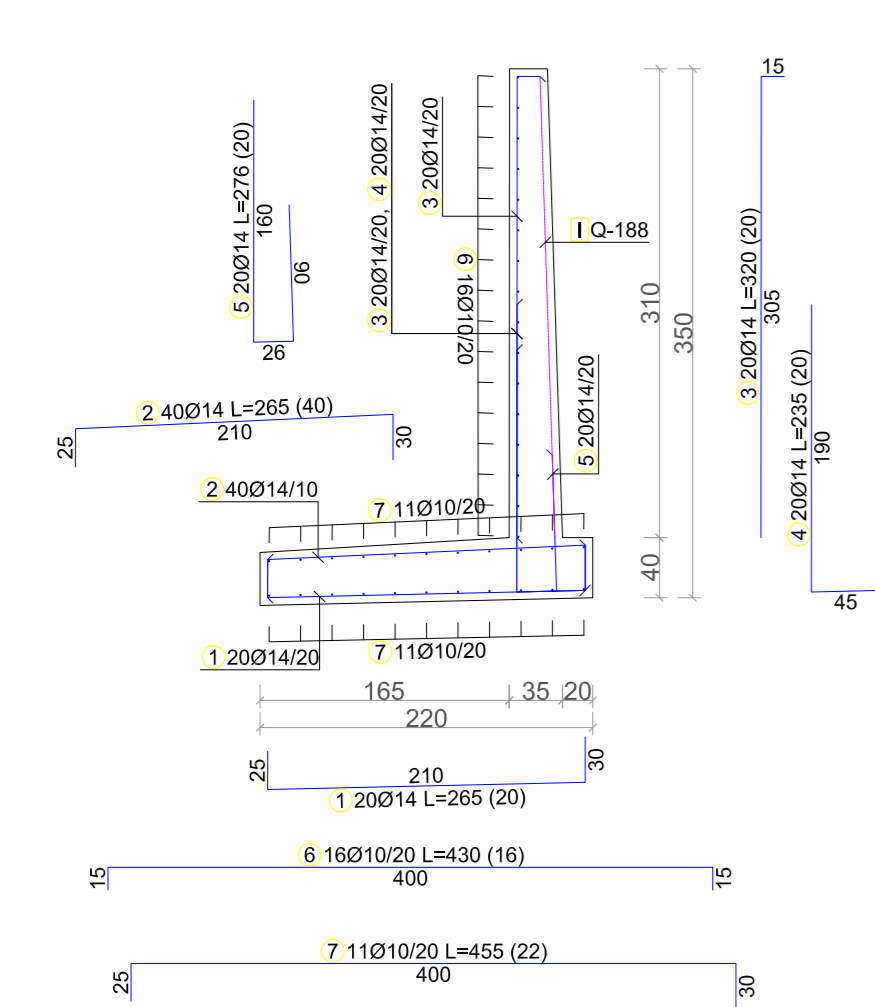 15
⑤ 20Ø14 L=276 (20)
160
90
26
③ 20Ø14/20, ④ 20Ø14/20
③ 20Ø14/20
⑥ 16Ø10/20
I Q-188
310
350
③ 20Ø14 L=320 (20)
305
④ 20Ø14 L=235 (20)
190
45
② 40Ø14 L=265 (40)
210
25
30
② 40Ø14/10
⑦ 11Ø10/20
⑤ 20Ø14/20
40
① 20Ø14/20
⑦ 11Ø10/20
165
35
20
220
25
210
30
① 20Ø14 L=265 (20)
⑥ 16Ø10/20 L=430 (16)
15
400
15
⑦ 11Ø10/20 L=455 (22)
25
400
30